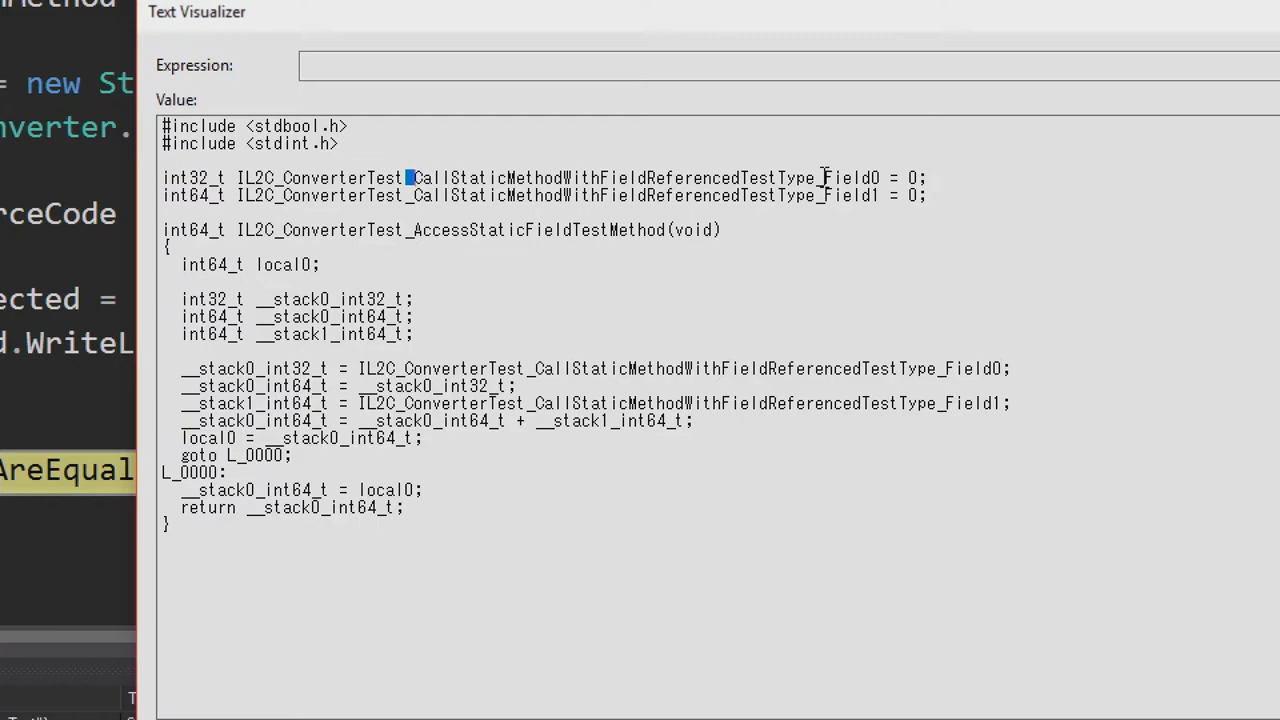 Method
Text Visualizer
Expression:
= new St
Value:
nverter.
#include <stdbool.h>
#include <stdint.h>
int32_t IL2C_ConverterTest_CallStaticMethodWithFieldReferencedTestType_Field0 = 0;
int64_t IL2C_ConverterTest_CallStaticMethodWithFieldReferencedTestType_Field1 = 0;
rceCode
int64_t IL2C_ConverterTest_AccessStaticFieldTestMethod(void)
{
int64_t local0;
ected =
int32_t __stack0_int32_t;
int64_t __stack0_int64_t;
int64_t __stack1_int64_t;
d.WriteL
__stack0_int32_t = IL2C_ConverterTest_CallStaticMethodWithFieldReferencedTestType_Field0;
__stack0_int64_t = __stack0_int32_t;
__stack1_int64_t = IL2C_ConverterTest_CallStaticMethodWithFieldReferencedTestType_Field1;
__stack0_int64_t = __stack0_int64_t + __stack1_int64_t;
local0 = __stack0_int64_t;
goto L_0000;
AreEqual
L_0000:
__stack0_int64_t = local0;
return __stack0_int64_t;
}